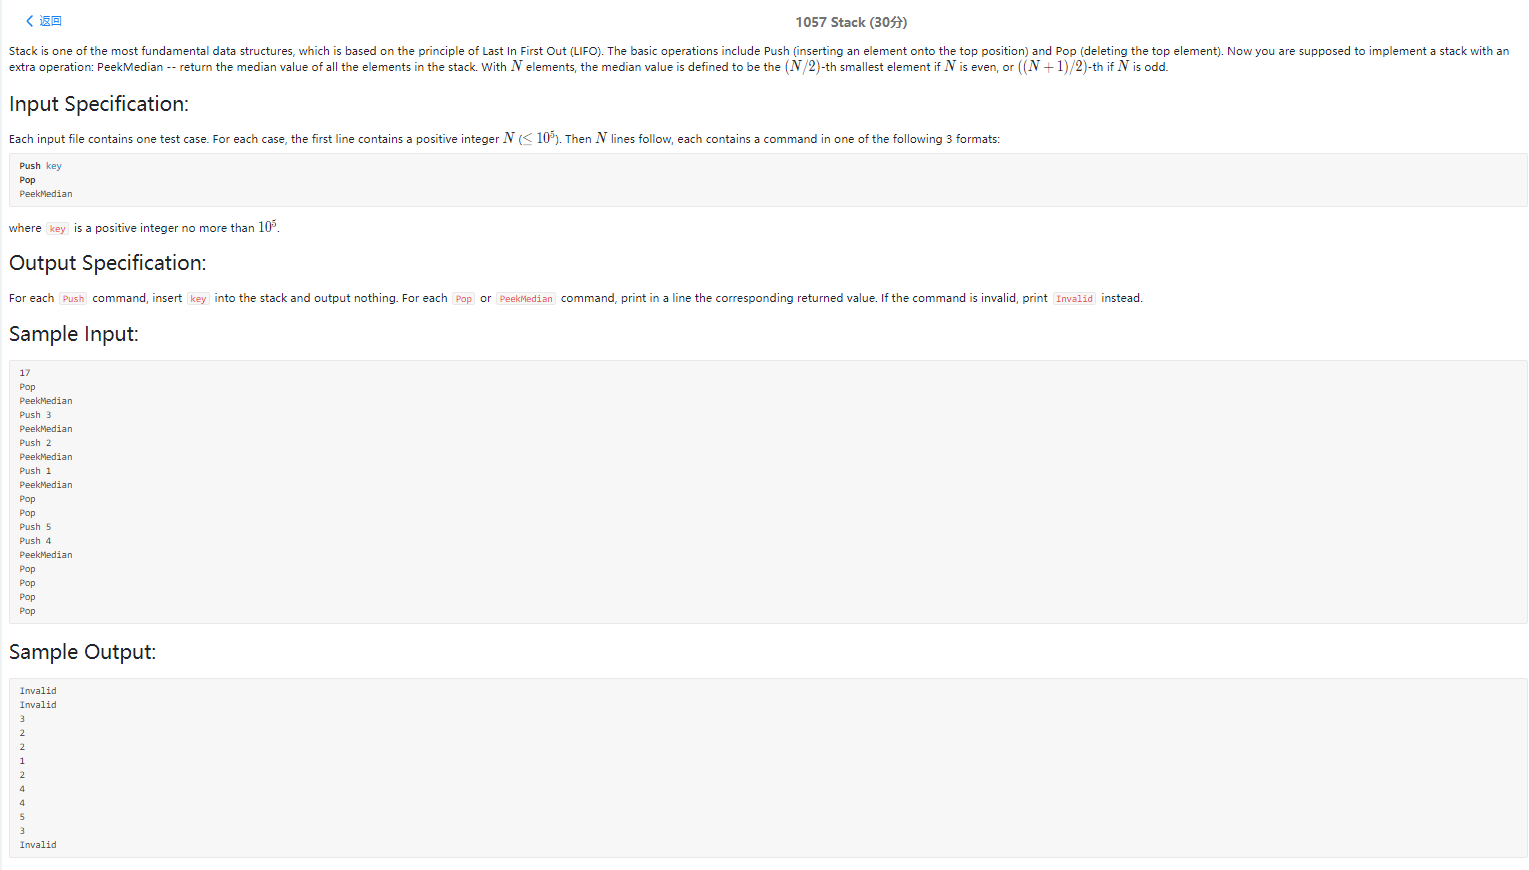 返回
1057 Stack (30分)
Stack is one of the most fundamental data structures, which is based on the principle of Last In First Out (LIFO). The basic operations include Push (inserting an element onto the top position) and Pop (deleting the top element). Now you are supposed to implement a stack with an
extra operation: PeekMedian -- return the median value of all the elements in the stack. With N elements, the median value is defined to be the (N/2)-th smallest element if N is even, or ((N + 1)/2)-th if N is odd.
Input Specification:
Each input file contains one test case. For each case, the first line contains a positive integer N (≤ 10⁵). Then N lines follow, each contains a command in one of the following 3 formats:
Push key
Pop
PeekMedian
where key is a positive integer no more than 10⁵.
Output Specification:
For each Push command, insert key into the stack and output nothing. For each Pop or PeekMedian command, print in a line the corresponding returned value. If the command is invalid, print Invalid instead.
Sample Input:
17
Pop
PeekMedian
Push 3
PeekMedian
Push 2
PeekMedian
Push 1
PeekMedian
Pop
Pop
Push 5
Push 4
PeekMedian
Pop
Pop
Pop
Pop
Sample Output:
Invalid
Invalid
3
2
2
1
2
4
4
5
3
Invalid